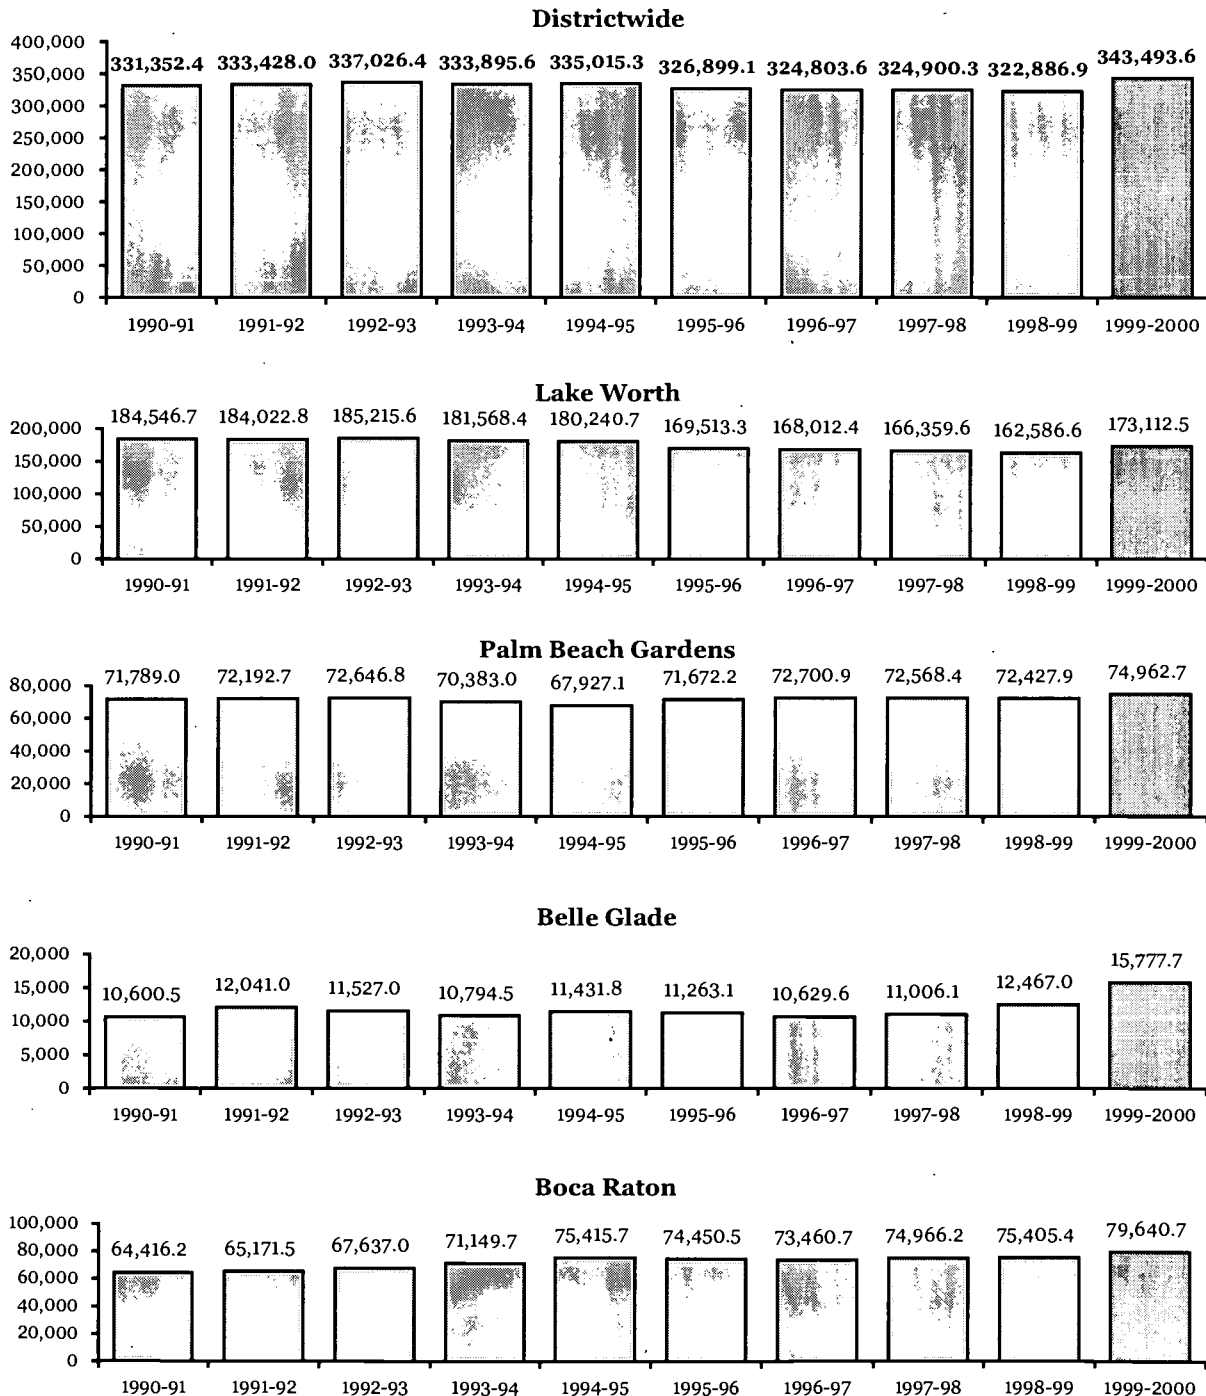 Districtwide
400,000
331,352.4 333,428.0 337,026.4 333,895.6 335,015.3 326,899.1 324,803.6 324,900.3 322,886.9 343,493.6
350,000
300,000
250,000
200,000
150,000
100,000
50,000
0
1990-91 1991-92 1992-93 1993-94 1994-95 1995-96 1996-97 1997-98 1998-99 1999-2000
Lake Worth
184,546.7 184,022.8 185,215.6 181,568.4 180,240.7 169,513.3 168,012.4 166,359.6 162,586.6 173,112.5
200,000
150,000
100,000
50,000
0
1990-91 1991-92 1992-93 1993-94 1994-95 1995-96 1996-97 1997-98 1998-99 1999-2000
Palm Beach Gardens
71,789.0 72,192.7 72,646.8 70,383.0 67,927.1 71,672.2 72,700.9 72,568.4 72,427.9 74,962.7
80,000
60,000
40,000
20,000
0
1990-91 1991-92 1992-93 1993-94 1994-95 1995-96 1996-97 1997-98 1998-99 1999-2000
Belle Glade
20,000
10,600.5 12,041.0 11,527.0 10,794.5 11,431.8 11,263.1 10,629.6 11,006.1 12,467.0 15,777.7
15,000
10,000
5,000
0
1990-91 1991-92 1992-93 1993-94 1994-95 1995-96 1996-97 1997-98 1998-99 1999-2000
Boca Raton
100,000
64,416.2 65,171.5 67,637.0 71,149.7 75,415.7 74,450.5 73,460.7 74,966.2 75,405.4 79,640.7
80,000
60,000
40,000
20,000
0
1990-91 1991-92 1992-93 1993-94 1994-95 1995-96 1996-97 1997-98 1998-99 1999-2000